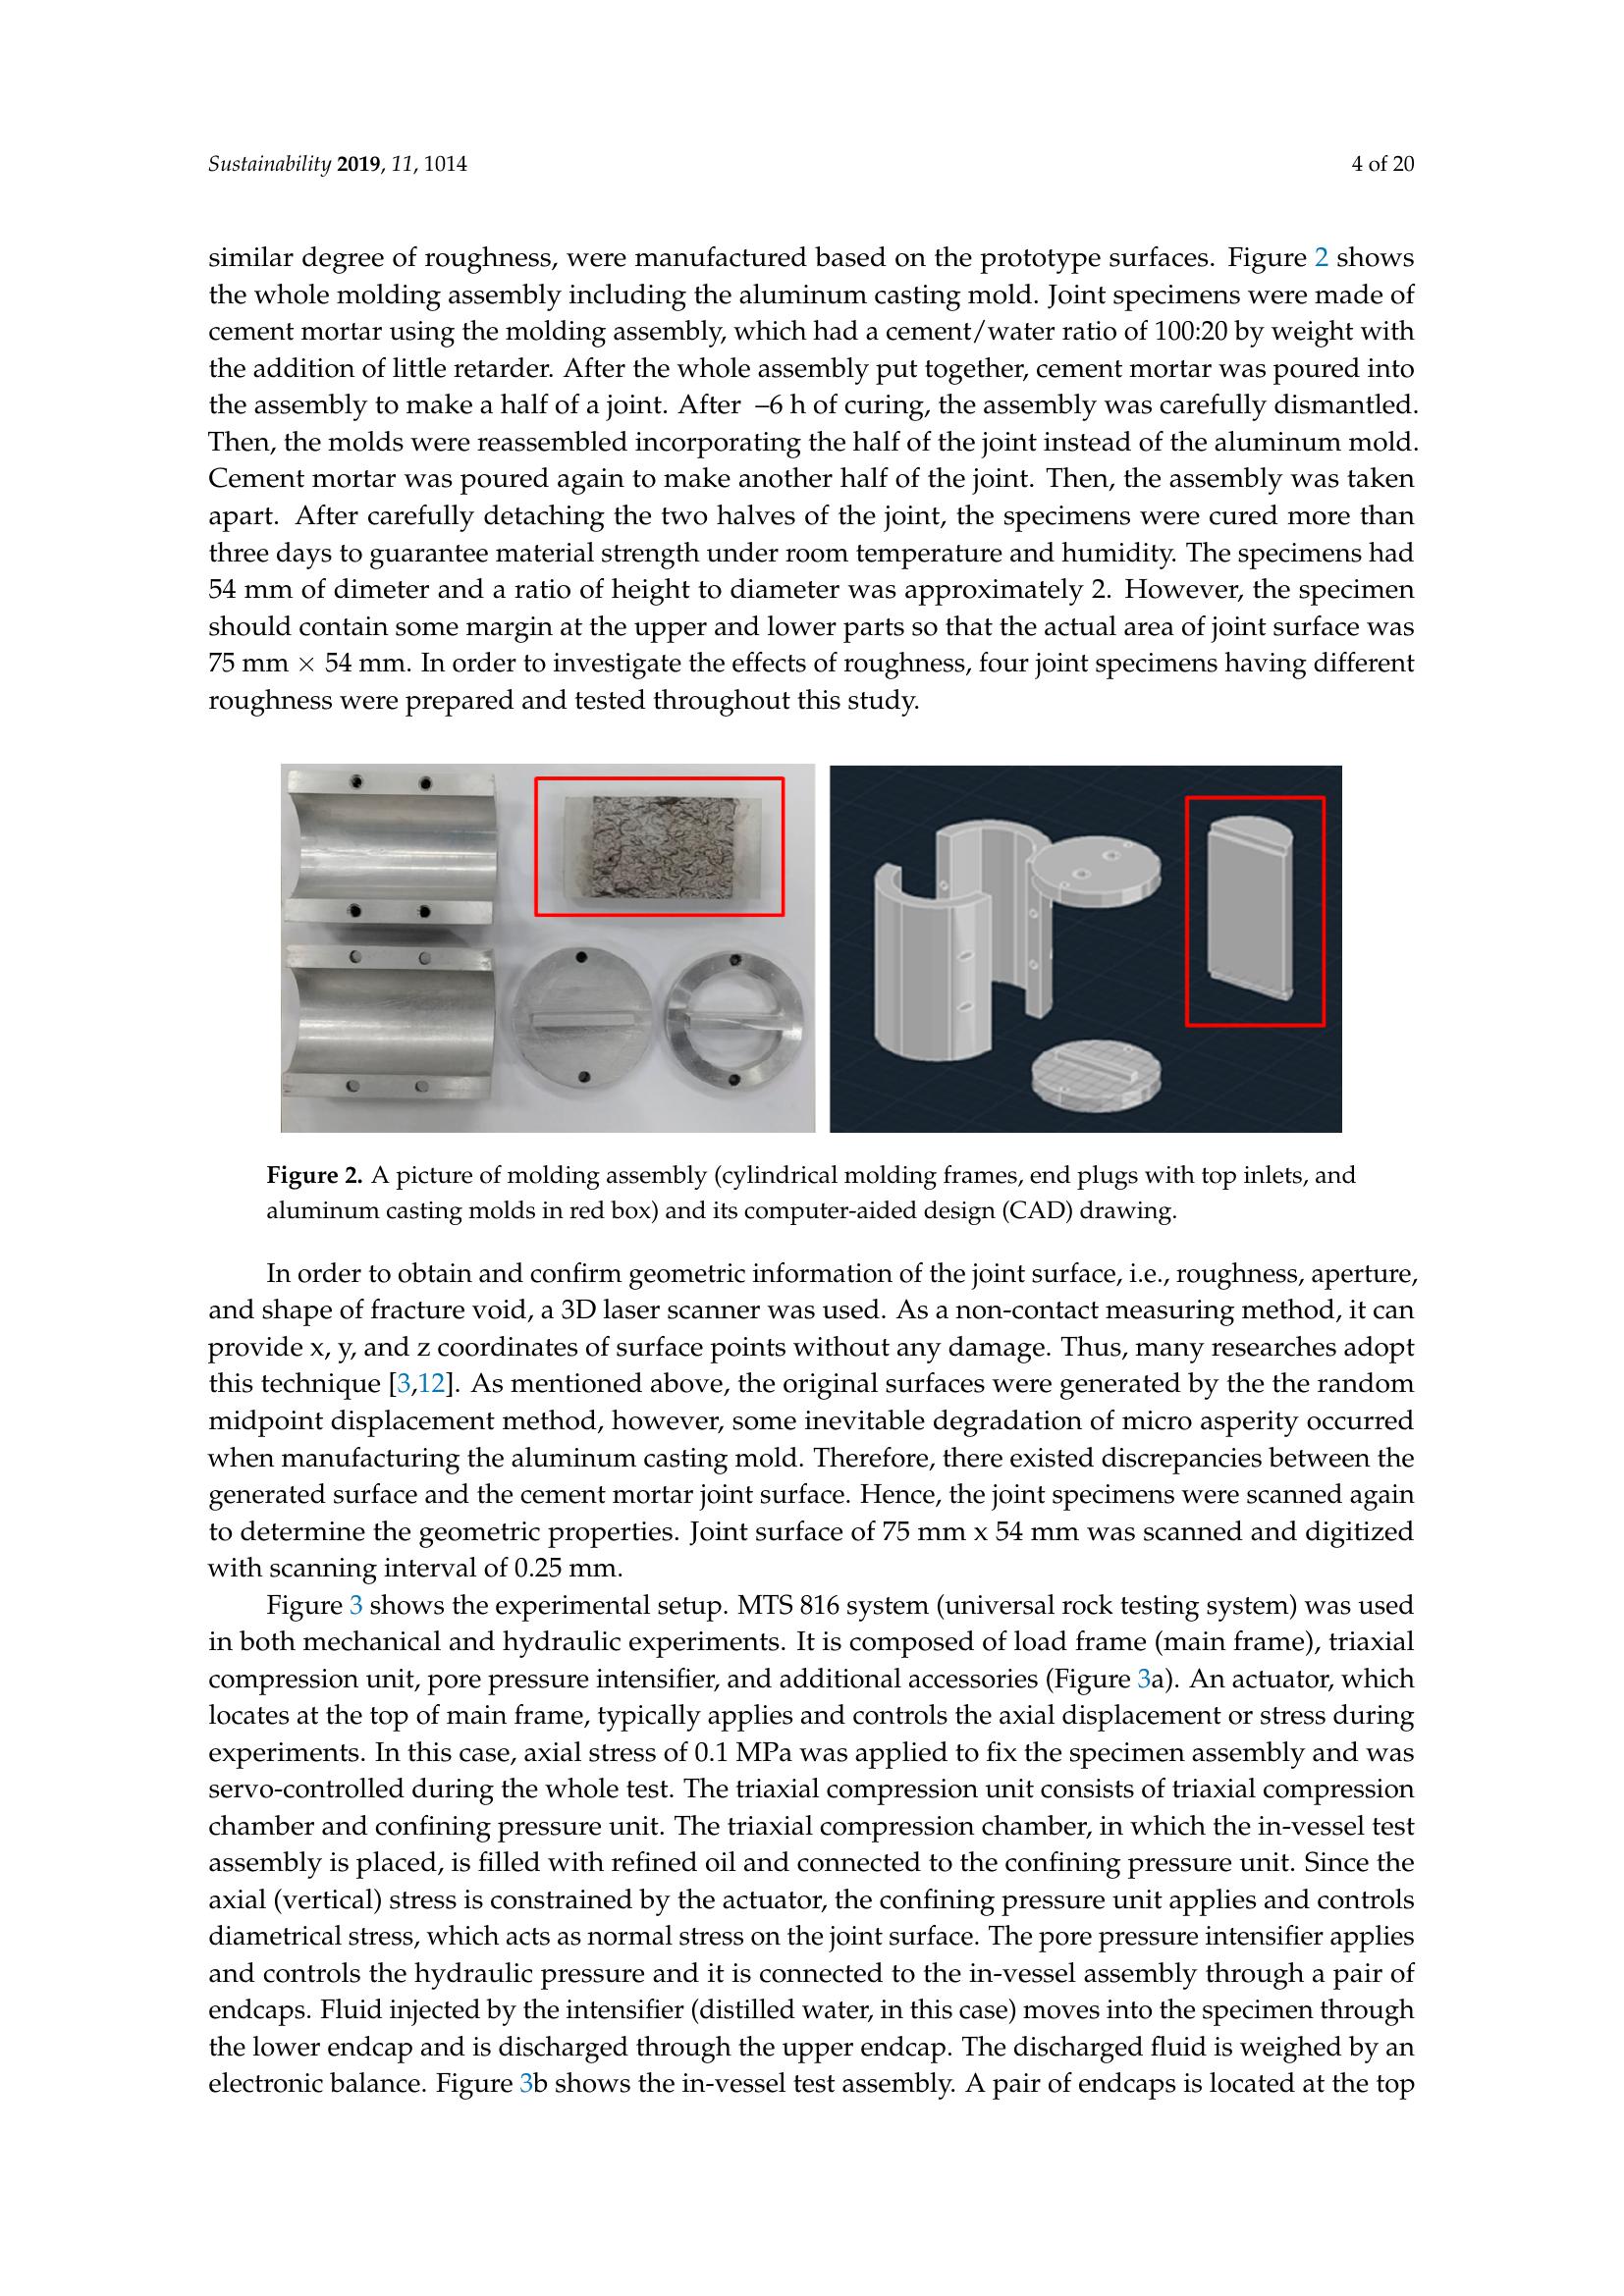 Sustainability 2019, 11, 1014
4 of 20
similar degree of roughness, were manufactured based on the prototype surfaces. Figure 2 shows
the whole molding assembly including the aluminum casting mold. Joint specimens were made of
cement mortar using the molding assembly, which had a cement/water ratio of 100:20 by weight with
the addition of little retarder. After the whole assembly put together, cement mortar was poured into
the assembly to make a half of a joint. After –6 h of curing, the assembly was carefully dismantled.
Then, the molds were reassembled incorporating the half of the joint instead of the aluminum mold.
Cement mortar was poured again to make another half of the joint. Then, the assembly was taken
apart. After carefully detaching the two halves of the joint, the specimens were cured more than
three days to guarantee material strength under room temperature and humidity. The specimens had
54 mm of dimeter and a ratio of height to diameter was approximately 2. However, the specimen
should contain some margin at the upper and lower parts so that the actual area of joint surface was
75 mm × 54 mm. In order to investigate the effects of roughness, four joint specimens having different
roughness were prepared and tested throughout this study.
Figure 2. A picture of molding assembly (cylindrical molding frames, end plugs with top inlets, and
aluminum casting molds in red box) and its computer-aided design (CAD) drawing.
In order to obtain and confirm geometric information of the joint surface, i.e., roughness, aperture,
and shape of fracture void, a 3D laser scanner was used. As a non-contact measuring method, it can
provide x, y, and z coordinates of surface points without any damage. Thus, many researches adopt
this technique [3,12]. As mentioned above, the original surfaces were generated by the the random
midpoint displacement method, however, some inevitable degradation of micro asperity occurred
when manufacturing the aluminum casting mold. Therefore, there existed discrepancies between the
generated surface and the cement mortar joint surface. Hence, the joint specimens were scanned again
to determine the geometric properties. Joint surface of 75 mm x 54 mm was scanned and digitized
with scanning interval of 0.25 mm.
Figure 3 shows the experimental setup. MTS 816 system (universal rock testing system) was used
in both mechanical and hydraulic experiments. It is composed of load frame (main frame), triaxial
compression unit, pore pressure intensifier, and additional accessories (Figure 3a). An actuator, which
locates at the top of main frame, typically applies and controls the axial displacement or stress during
experiments. In this case, axial stress of 0.1 MPa was applied to fix the specimen assembly and was
servo-controlled during the whole test. The triaxial compression unit consists of triaxial compression
chamber and confining pressure unit. The triaxial compression chamber, in which the in-vessel test
assembly is placed, is filled with refined oil and connected to the confining pressure unit. Since the
axial (vertical) stress is constrained by the actuator, the confining pressure unit applies and controls
diametrical stress, which acts as normal stress on the joint surface. The pore pressure intensifier applies
and controls the hydraulic pressure and it is connected to the in-vessel assembly through a pair of
endcaps. Fluid injected by the intensifier (distilled water, in this case) moves into the specimen through
the lower endcap and is discharged through the upper endcap. The discharged fluid is weighed by an
electronic balance. Figure 3b shows the in-vessel test assembly. A pair of endcaps is located at the top